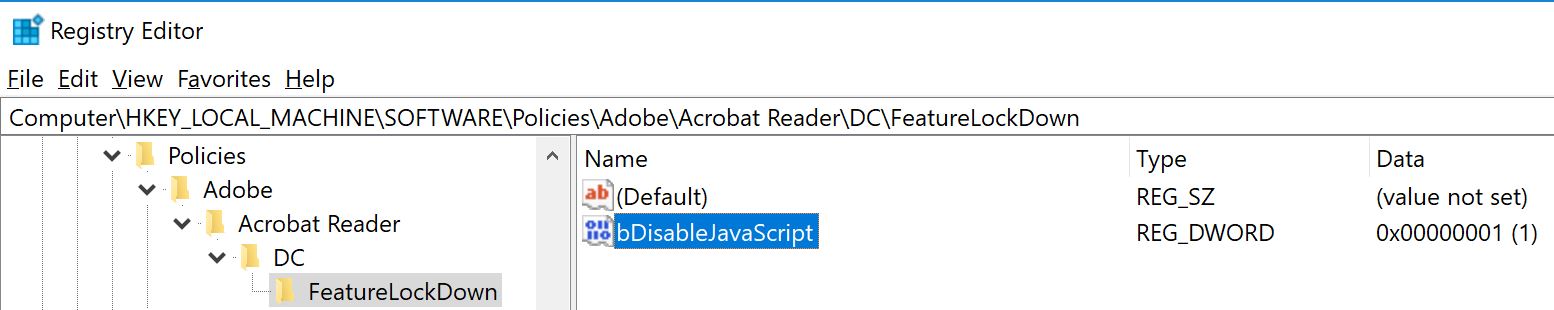 Registry Editor
File Edit View Favorites Help
Computer\HKEY_LOCAL_MACHINE\SOFTWARE\Policies\Adobe\Acrobat Reader\DC\FeatureLockDown
Policies
Adobe
Acrobat Reader
DC
FeatureLockDown
Name Type Data
ab (Default) REG_SZ (value not set)
bDisableJavaScript REG_DWORD 0x00000001 (1)